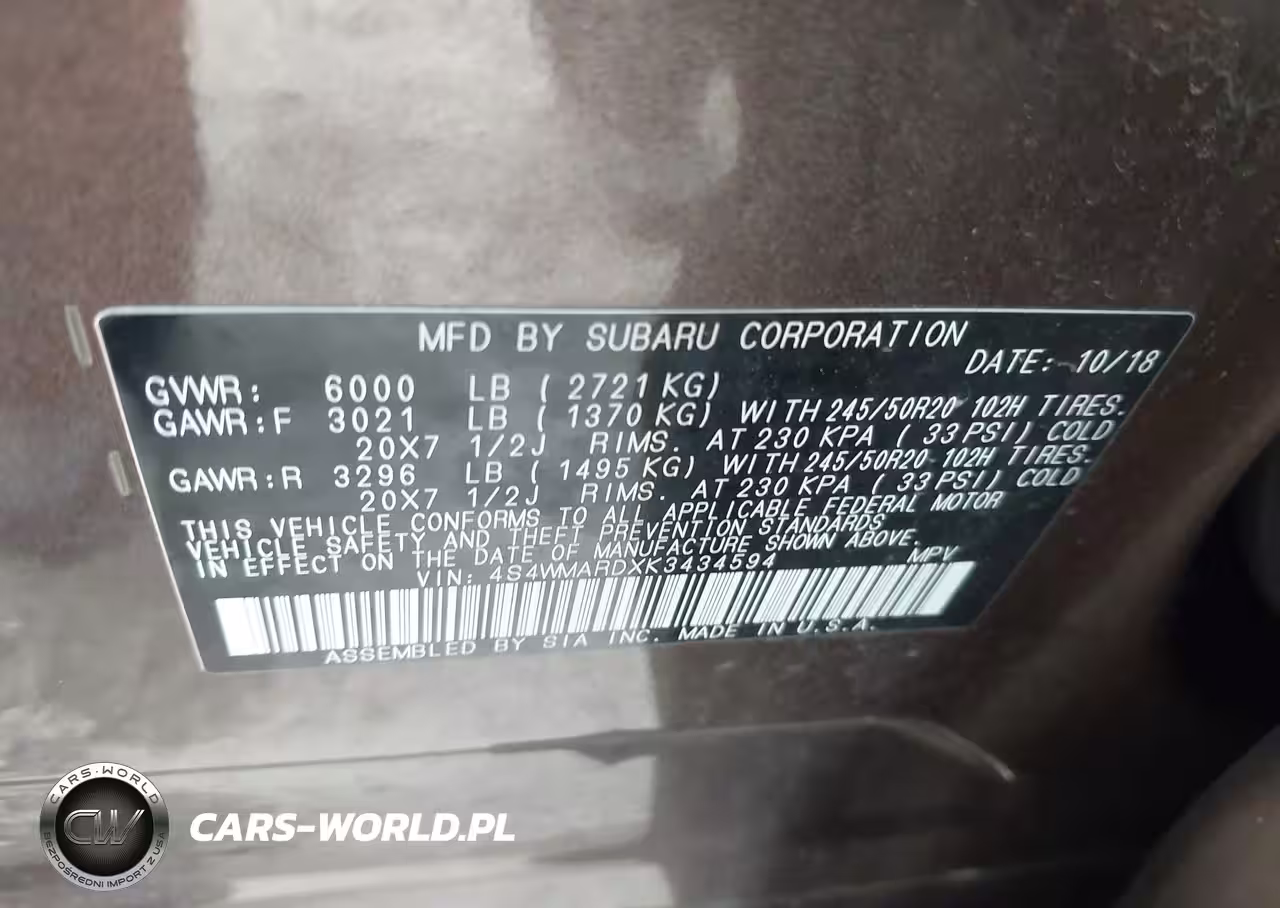 MFD BY SUBARU CORPORATION
DATE: 10/18
GVWR: 6000 LB ( 2721 KG)
GAWR:F 3021 LB ( 1370 KG) WITH 245/50R20 102H TIRES.
20X7 1/2J RIMS. AT 230 KPA ( 33 PSI) COLD
GAWR:R 3296 LB ( 1495 KG) WITH 245/50R20 102H TIRES.
20X7 1/2J RIMS. AT 230 KPA ( 33 PSI) COLD
THIS VEHICLE CONFORMS TO ALL APPLICABLE FEDERAL MOTOR
VEHICLE SAFETY AND THEFT PREVENTION STANDARDS
IN EFFECT ON THE DATE OF MANUFACTURE SHOWN ABOVE.
VIN: 4S4WMARDXK3434594 MPV
ASSEMBLED BY SIA INC. MADE IN U.S.A.
CARS-WORLD
CW
BEZPOŚREDNI IMPORT Z USA
CARS-WORLD.PL